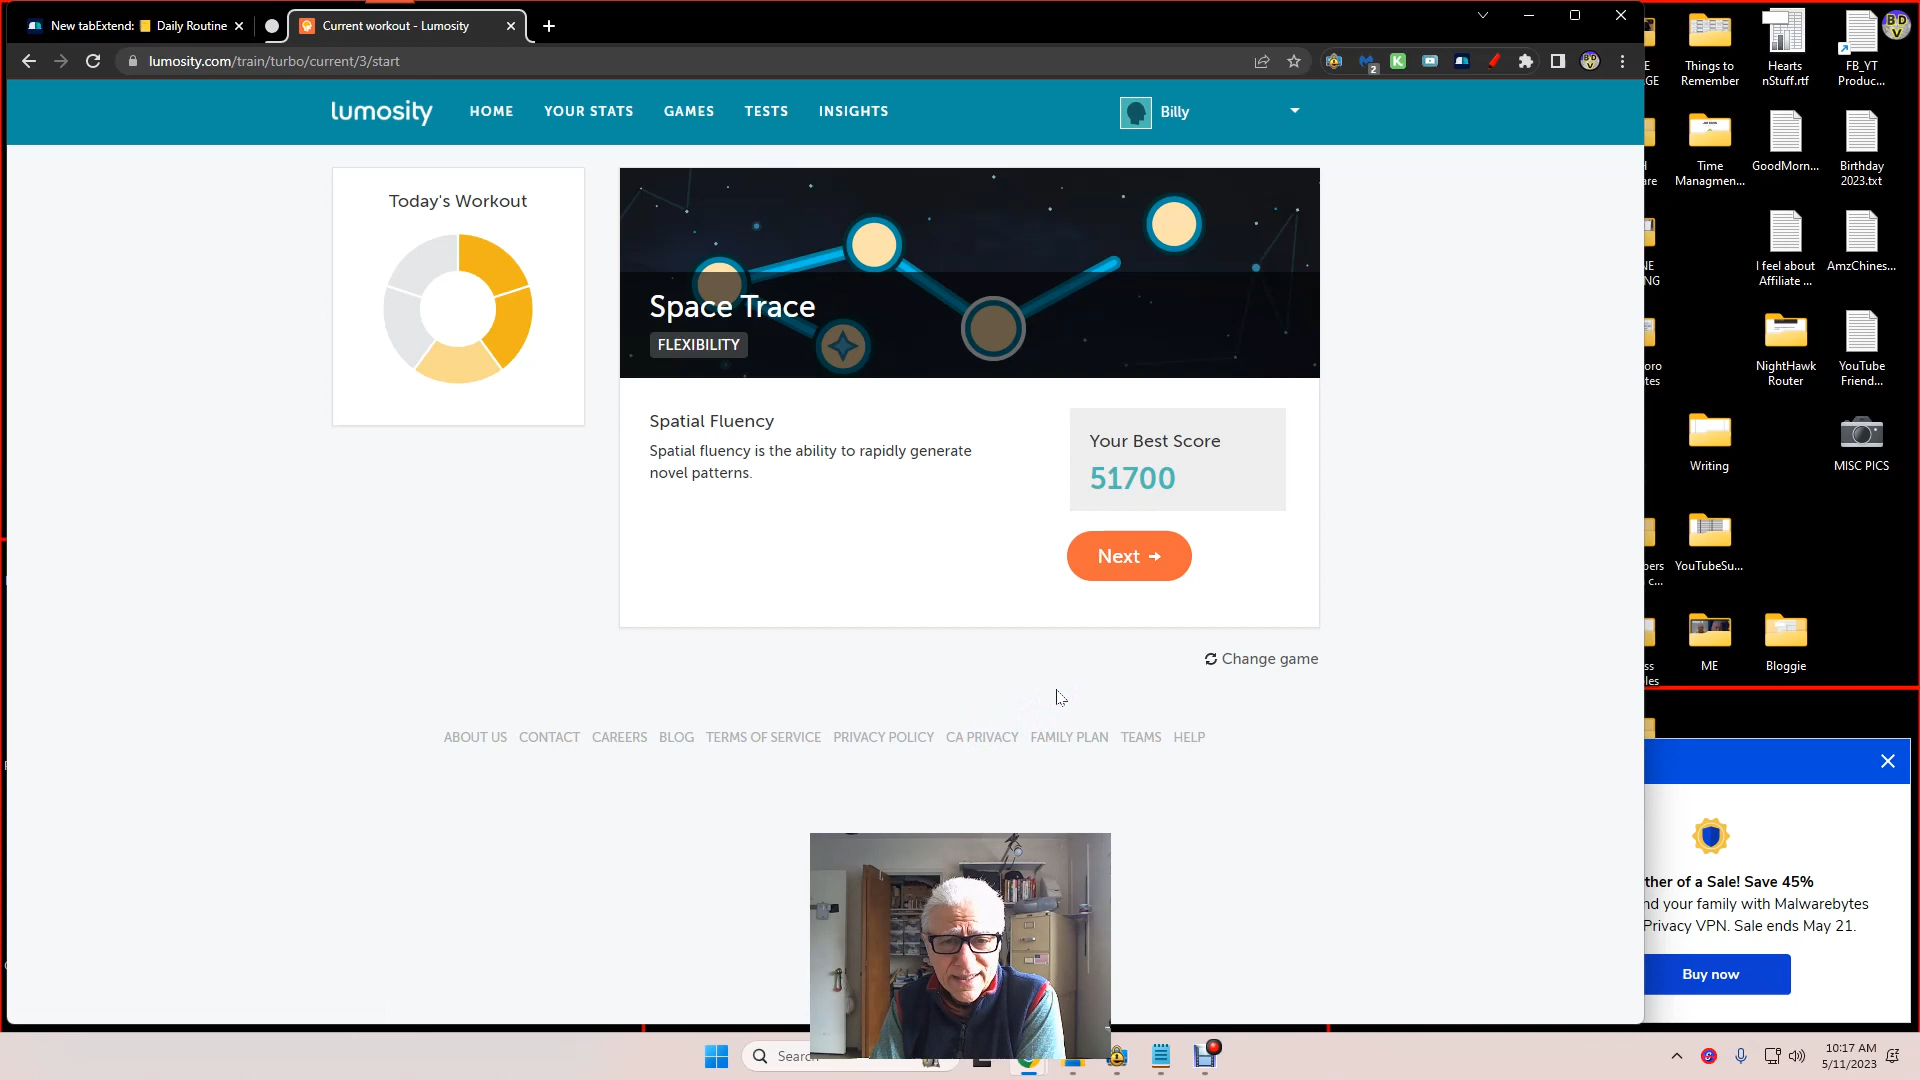 New tabExtend: Daily Routine
Current workout - Lumosity
lumosity.com/train/turbo/current/3/start
2
K
lumosity
HOME
YOUR STATS
GAMES
TESTS
INSIGHTS
Billy
Today's Workout
Space Trace
FLEXIBILITY
Spatial Fluency
Spatial fluency is the ability to rapidly generate
novel patterns.
Your Best Score
51700
Next
Change game
ABOUT US
CONTACT
CAREERS
BLOG
TERMS OF SERVICE
PRIVACY POLICY
CA PRIVACY
FAMILY PLAN
TEAMS
HELP
Things to
Remember
Hearts
nStuff.rtf
FB_YT
Produc...
BD
V
Time
Managmen...
GoodMorn...
Birthday
2023.txt
I feel about
Affiliate ...
AmzChines...
NightHawk
Router
YouTube
Friend...
Writing
MISC PICS
YouTubeSu...
ME
Bloggie
ther of a Sale! Save 45%
nd your family with Malwarebytes
Privacy VPN. Sale ends May 21.
Buy now
Search
10:17 AM
5/11/2023